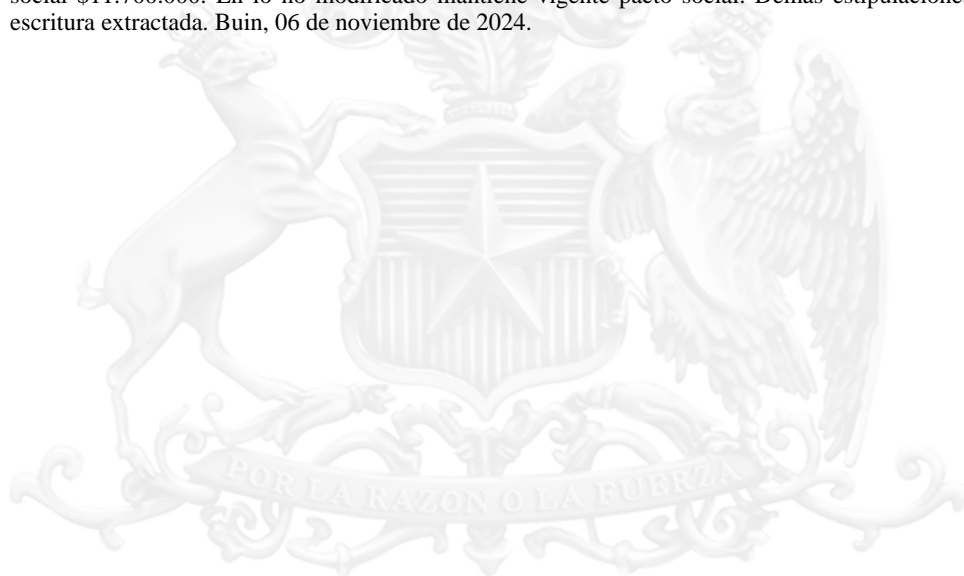 social $11.700.000. En lo no modificado mantiene vigente pacto social. Demás estipulaciones
escritura extractada. Buin, 06 de noviembre de 2024.
POR LA RAZON O LA FUERZA